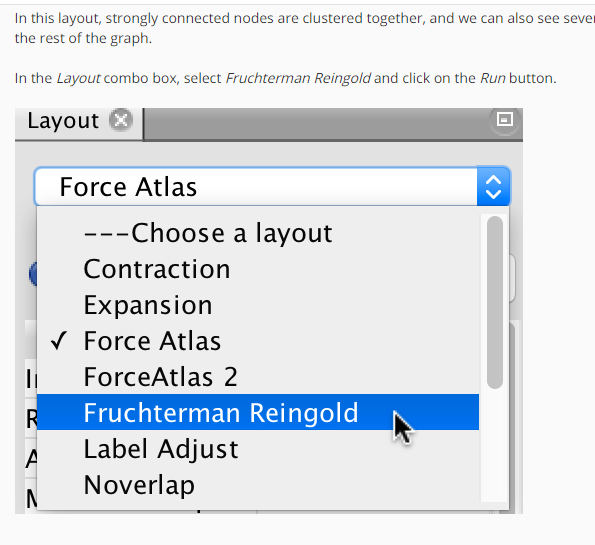 In this layout, strongly connected nodes are clustered together, and we can also see
the rest of the graph.
In the Layout combo box, select Fruchterman Reingold and click on the Run button.
Layout
Force Atlas
---Choose a layout
Contraction
Expansion
✓ Force Atlas
ForceAtlas 2
Fruchterman Reingold
Label Adjust
Noverlap